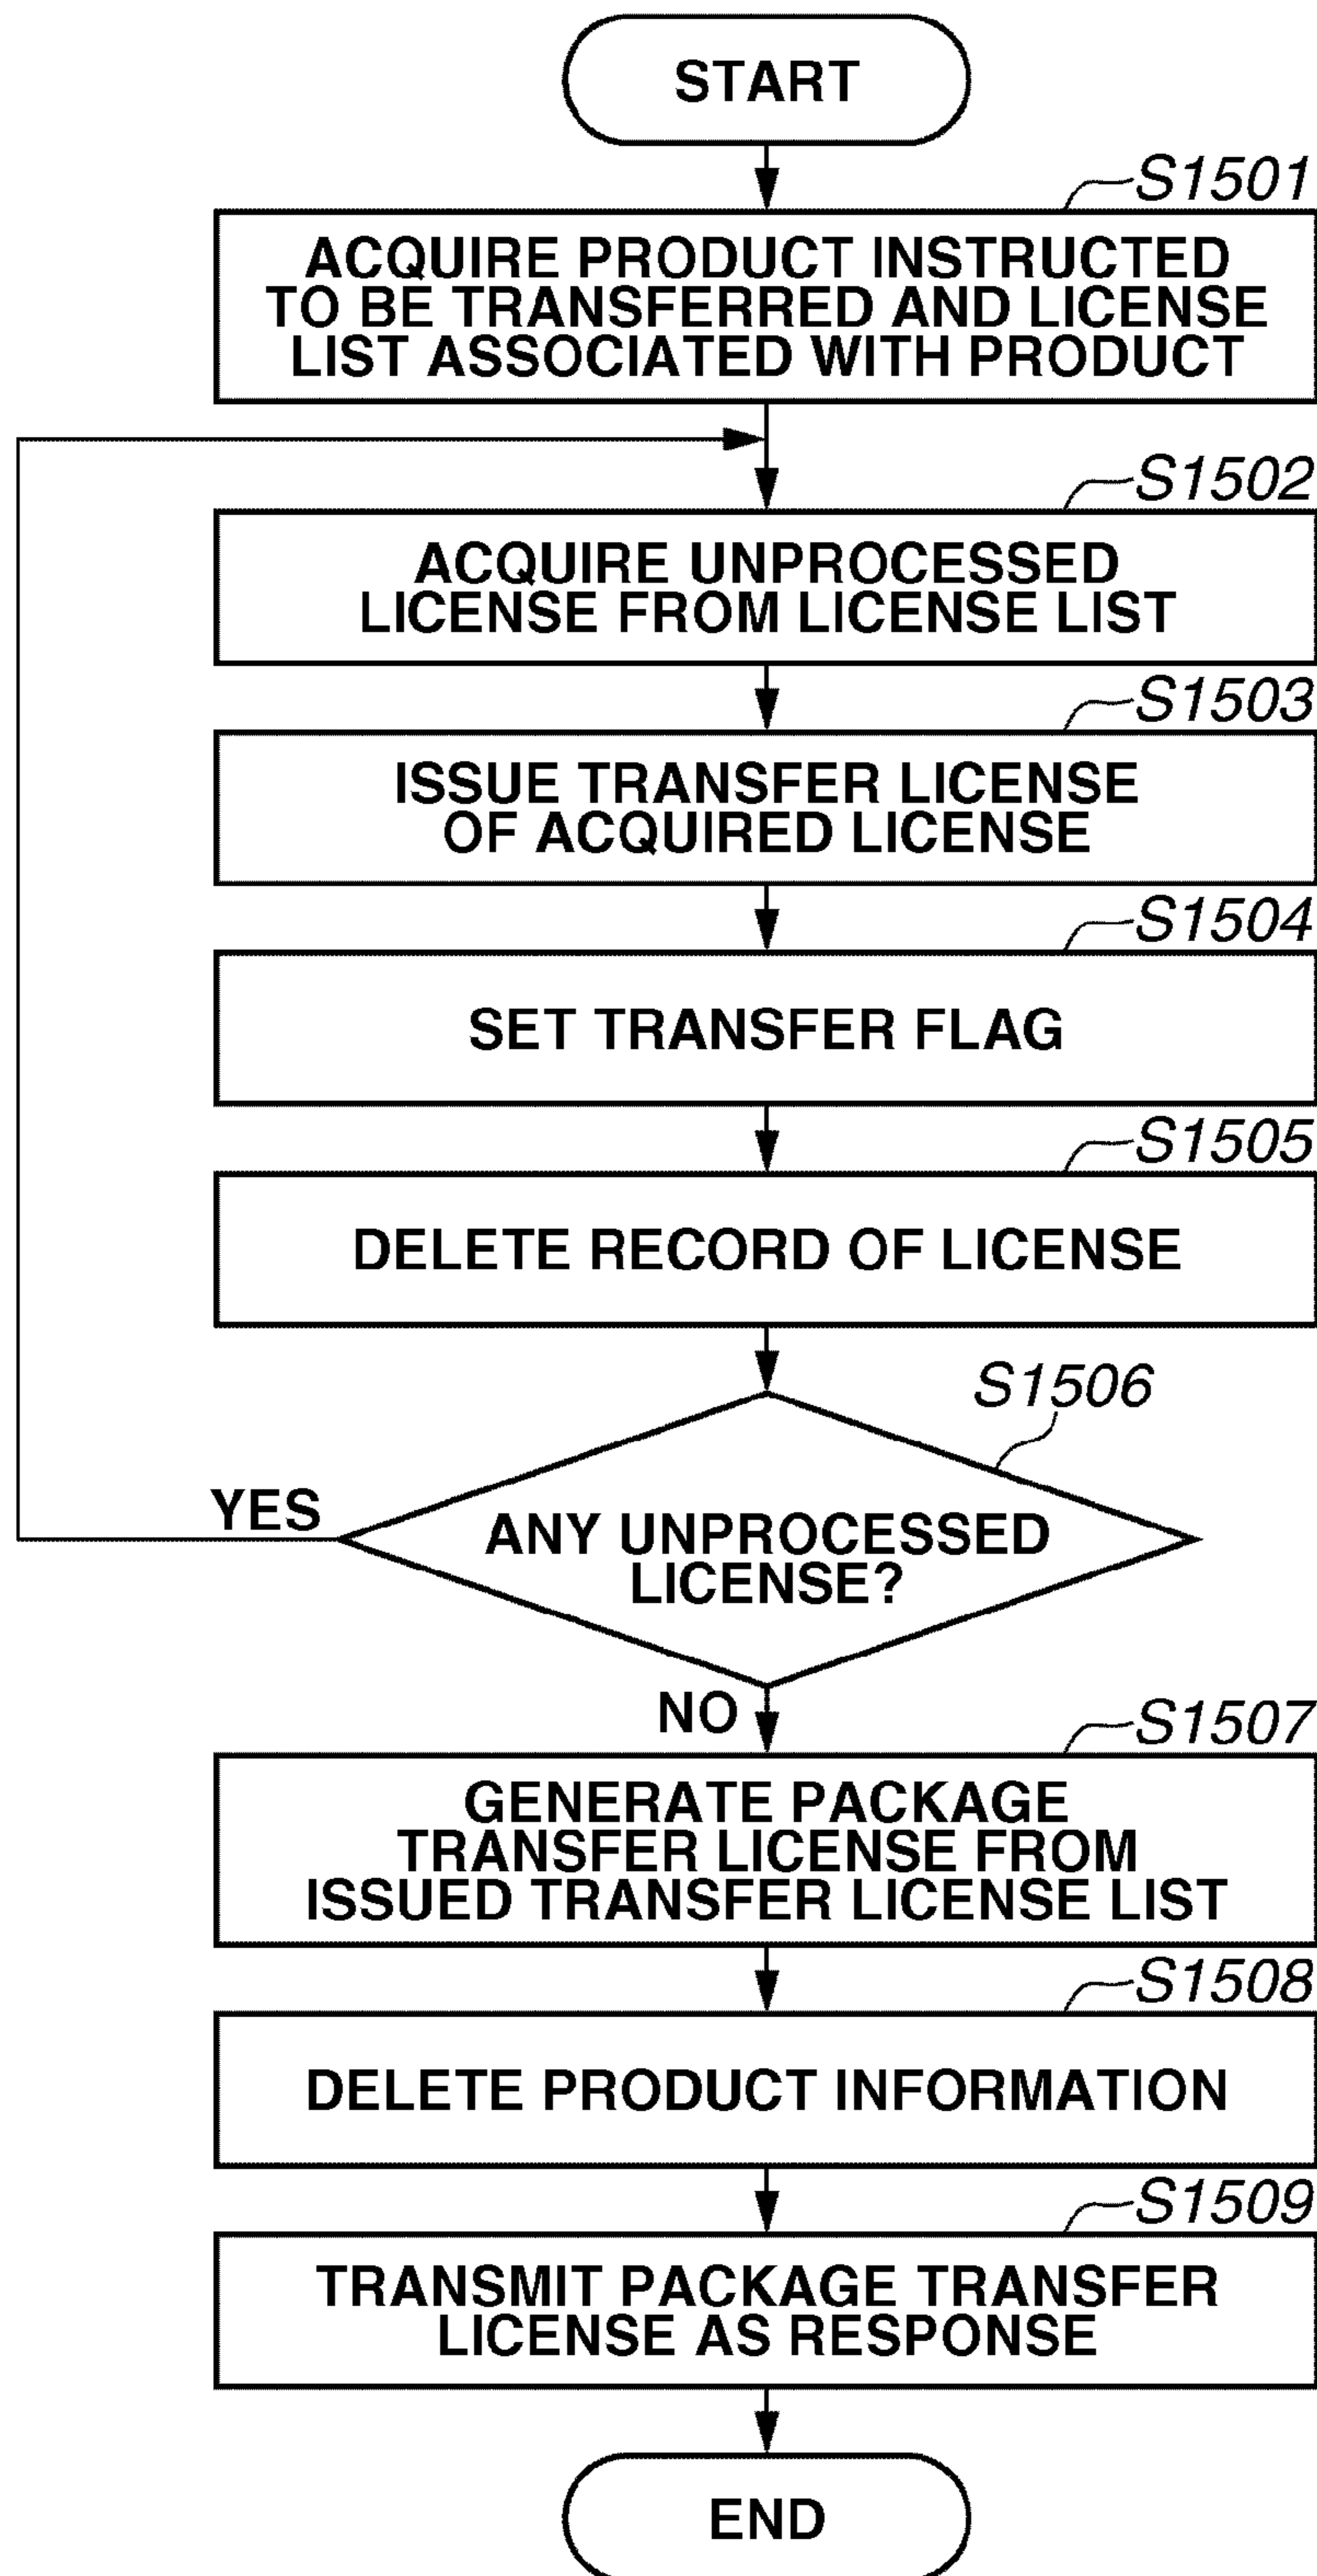 START
S1501
ACQUIRE PRODUCT INSTRUCTED
TO BE TRANSFERRED AND LICENSE
LIST ASSOCIATED WITH PRODUCT
S1502
ACQUIRE UNPROCESSED
LICENSE FROM LICENSE LIST
S1503
ISSUE TRANSFER LICENSE
OF ACQUIRED LICENSE
S1504
SET TRANSFER FLAG
S1505
DELETE RECORD OF LICENSE
S1506
YES
ANY UNPROCESSED
LICENSE?
NO
S1507
GENERATE PACKAGE
TRANSFER LICENSE FROM
ISSUED TRANSFER LICENSE LIST
S1508
DELETE PRODUCT INFORMATION
S1509
TRANSMIT PACKAGE TRANSFER
LICENSE AS RESPONSE
END